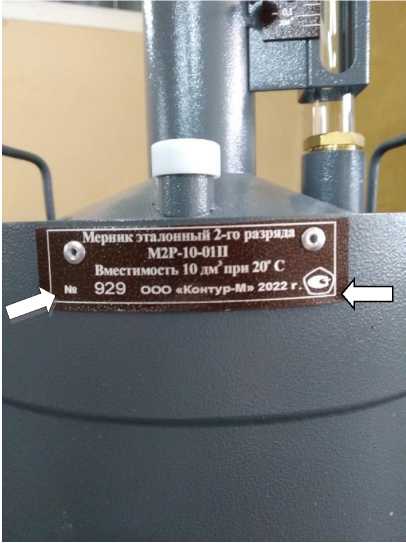 Мерник эталонный 2-го разряда
М2Р-10-01П
Вместимость 10 дм³ при 20° С
№ 929 ООО «Контур-М» 2022 г.